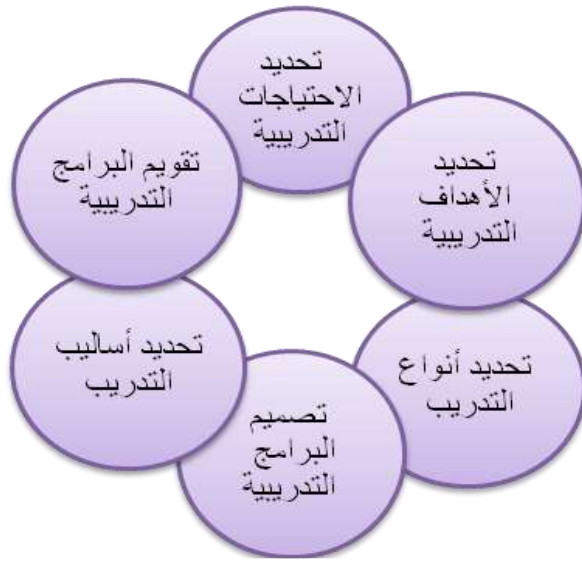 تحديد
الاحتياجات
التدريبية
تحديد
الأهداف
التدريبية
تحديد أنواع
التدريب
تصميم
البرامج
التدريبية
تحديد أساليب
التدريب
تقويم البرامج
التدريبية